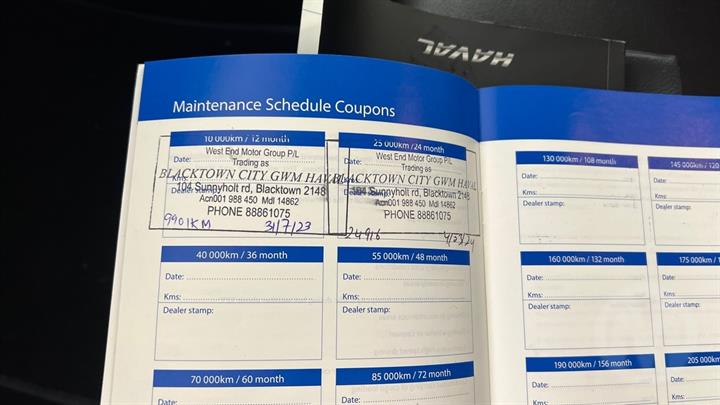 HAVAL
Maintenance Schedule Coupons
10 000km / 12 month
Date:
Kms:
West End Motor Group P/L
Trading as
BLACKTOWN CITY GWM HAVAL
104 Sunnyholt rd, Blacktown 2148
Acn001 988 450 Mdl 14862
PHONE 88861075
9901KM 31/7/23
25 000km /24 month
Date:
West End Motor Group P/L
Trading as
BLACKTOWN CITY GWM HAVAL
104 Sunnyholt rd, Blacktown 2148
Acn001 988 450 Mdl 14862
PHONE 88861075
24916
40 000km / 36 month
Date:
Kms:
Dealer stamp:
55 000km / 48 month
Date:
Kms:
Dealer stamp:
70 000km / 60 month
Date:
85 000km / 72 month
Date:
130 000km / 108 month
Date:
Kms:
Dealer stamp:
145 000km / 120
Date:
Kms:
Dealer stamp:
160 000km / 132 month
Date:
Kms:
Dealer stamp:
175 000km / 1
Date:
Kms:
Dealer stamp:
190 000km / 156 month
Date:
Kms:
205 000km
Date:
Kms: